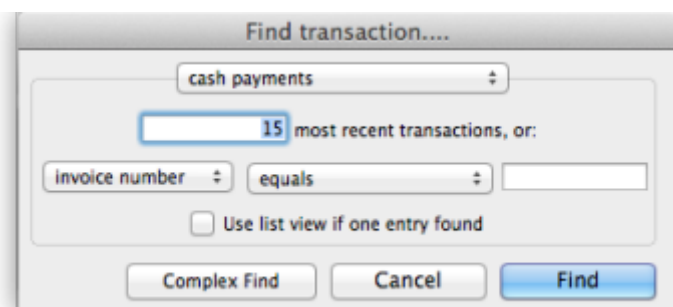 Find transaction....
cash payments
15 most recent transactions, or:
invoice number equals
Use list view if one entry found
Complex Find Cancel Find